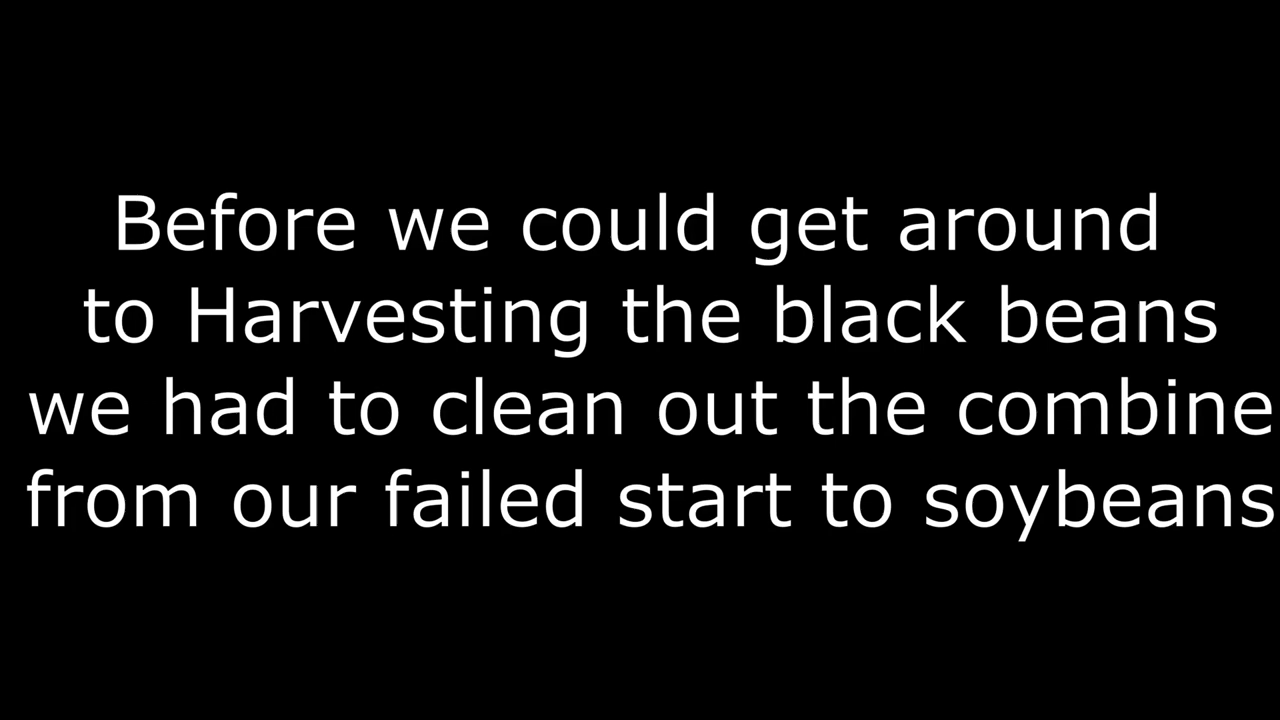 Before we could get around
to Harvesting the black beans
we had to clean out the combine
from our failed start to soybeans